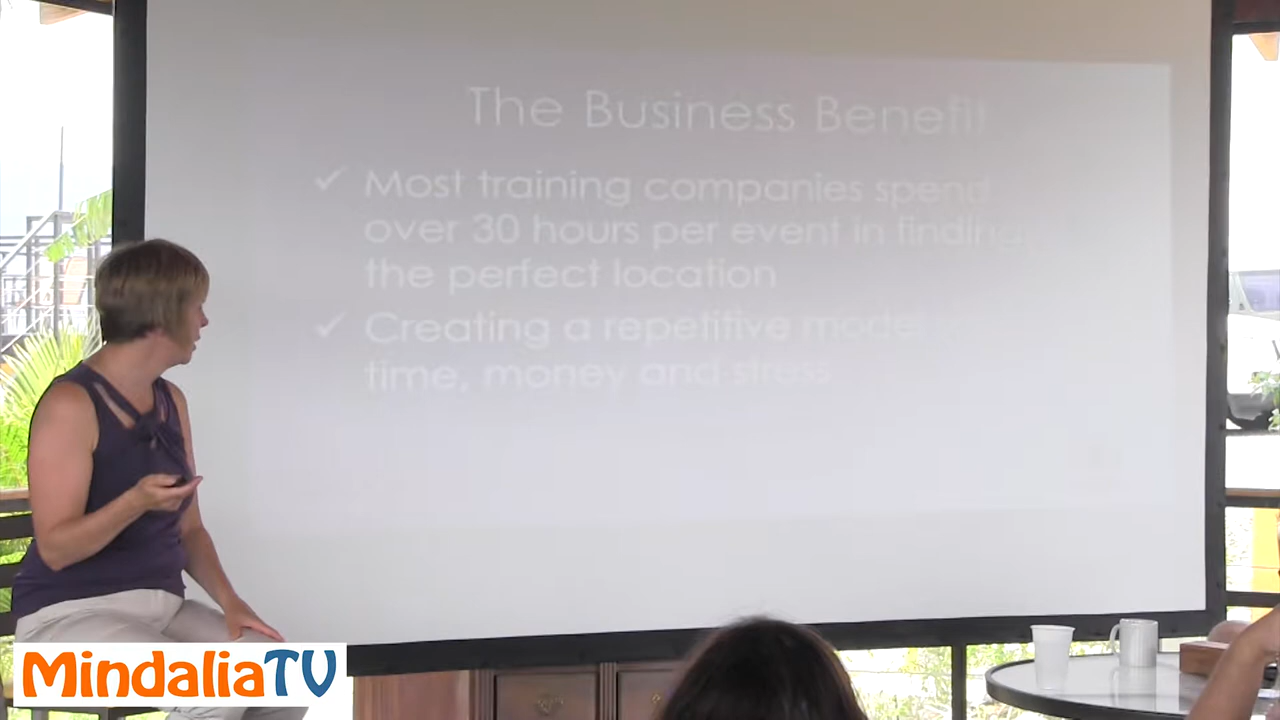 The Business Benefit
✓ Most training companies spend
over 30 hours per event in finding
the perfect location
✓ Creating a repetitive model
time, money and stress
MindaliaTV